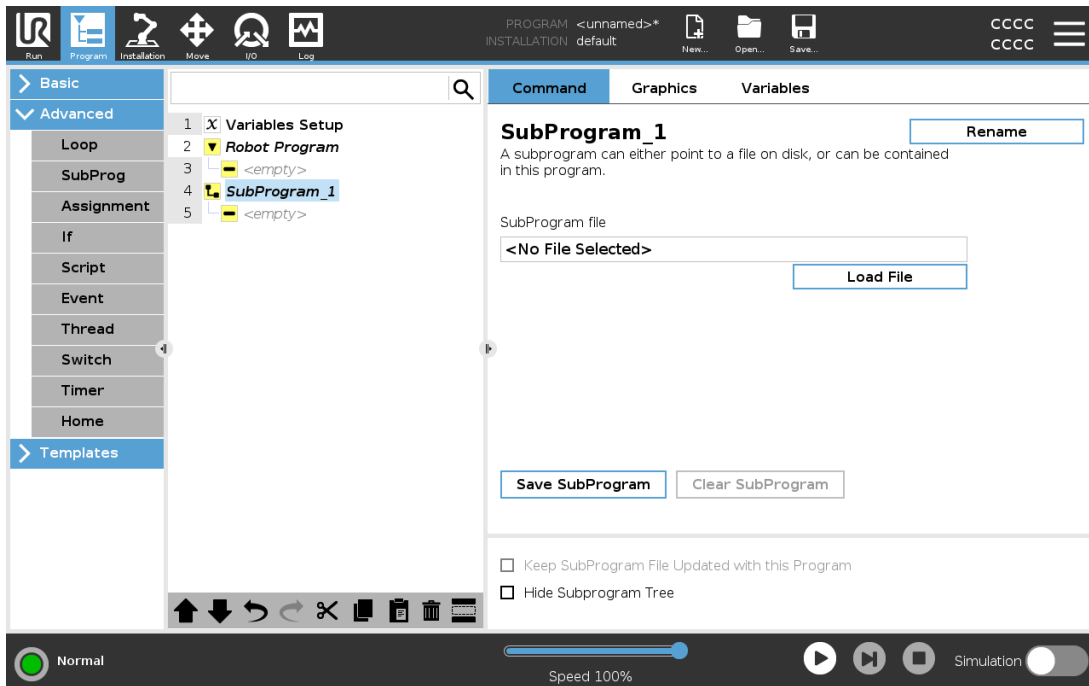 PROGRAM <unnamed>*
INSTALLATION default
CCCC
CCCC
UR
Run
Program
Installation
Move
I/O
Log
New...
Open...
Save...
Basic
Advanced
Loop
SubProg
Assignment
If
Script
Event
Thread
Switch
Timer
Home
Templates
1 X Variables Setup
2 Robot Program
3 <empty>
4 SubProgram_1
5 <empty>
Command Graphics Variables
SubProgram_1
Rename
A subprogram can either point to a file on disk, or can be contained
in this program.
SubProgram file
<No File Selected>
Load File
Save SubProgram
Clear SubProgram
Keep SubProgram File Updated with this Program
Hide Subprogram Tree
Normal
Speed 100%
Simulation